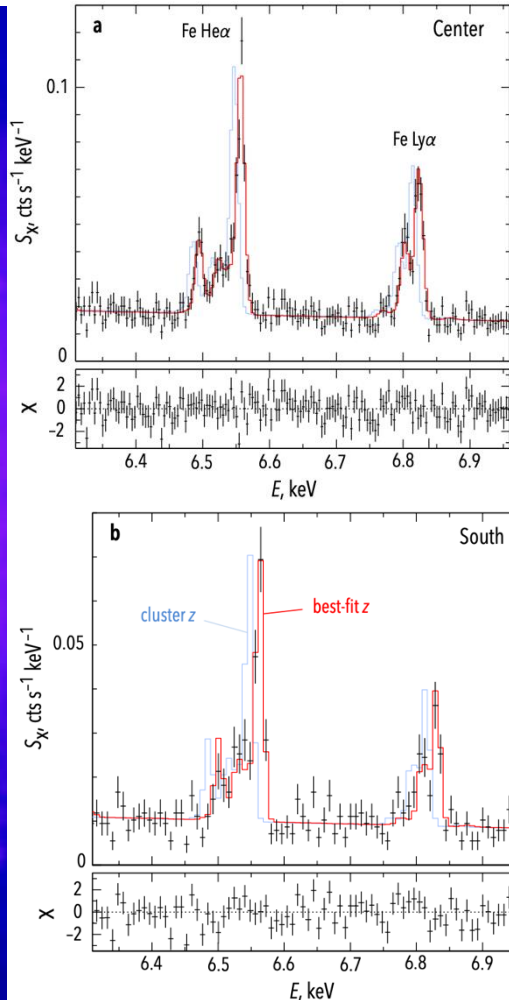 a
Fe Heα
Center
Fe Lyα
0.1
S_X, cts s⁻¹ keV⁻¹
0
2
0
−2
χ
6.4 6.5 6.6 6.7 6.8 6.9
E, keV
b
South
cluster z
best-fit z
0.05
S_X, cts s⁻¹ keV⁻¹
0
2
0
−2
χ
6.4 6.5 6.6 6.7 6.8 6.9
E, keV